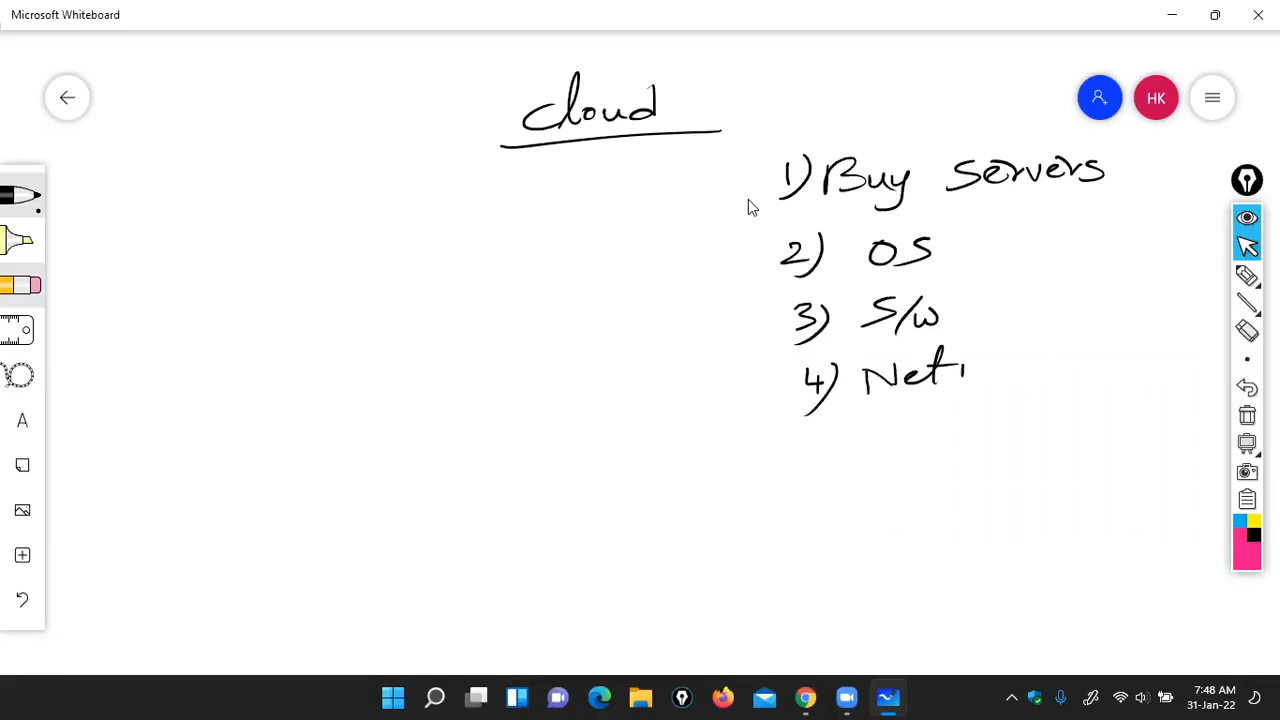 Microsoft Whiteboard
cloud
HK
1) Buy servers
2) OS
3) S/W
4) Net
A
7:48 AM
31-Jan-22